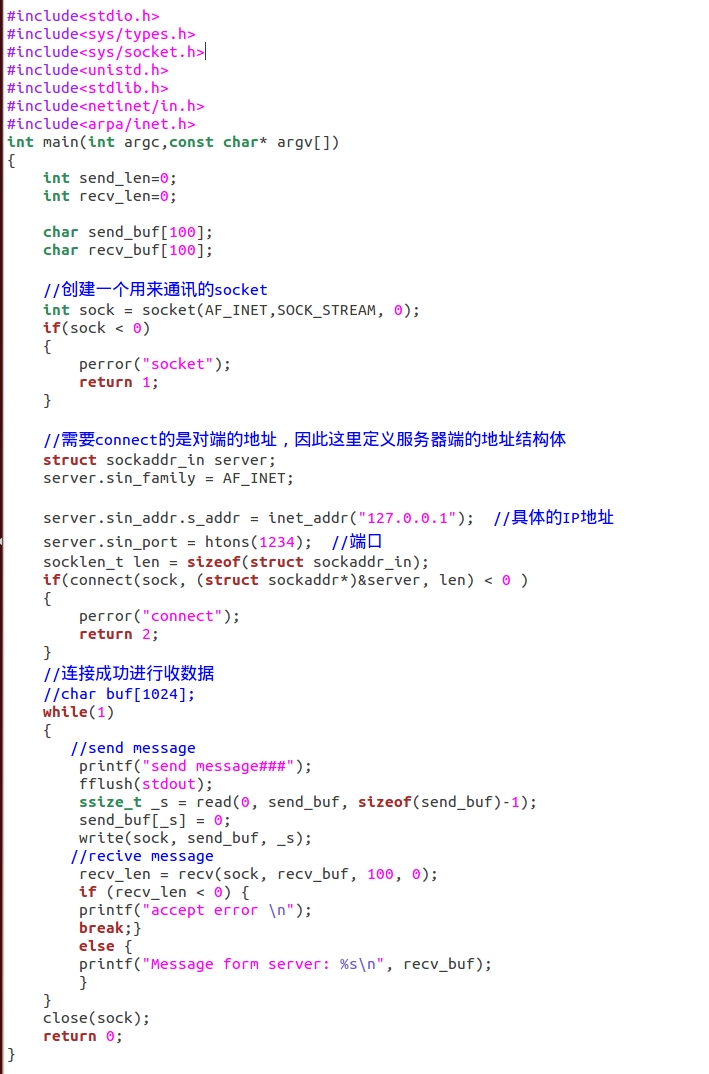 #include<stdio.h>
#include<sys/types.h>
#include<sys/socket.h>
#include<unistd.h>
#include<stdlib.h>
#include<netinet/in.h>
#include<arpa/inet.h>
int main(int argc,const char* argv[])
{
    int send_len=0;
    int recv_len=0;

    char send_buf[100];
    char recv_buf[100];

    //创建一个用来通讯的socket
    int sock = socket(AF_INET,SOCK_STREAM, 0);
    if(sock < 0)
    {
        perror("socket");
        return 1;
    }

    //需要connect的是对端的地址，因此这里定义服务器端的地址结构体
    struct sockaddr_in server;
    server.sin_family = AF_INET;

    server.sin_addr.s_addr = inet_addr("127.0.0.1");  //具体的IP地址
    server.sin_port = htons(1234);  //端口
    socklen_t len = sizeof(struct sockaddr_in);
    if(connect(sock, (struct sockaddr*)&server, len) < 0 )
    {
        perror("connect");
        return 2;
    }
    //连接成功进行收数据
    //char buf[1024];
    while(1)
    {
       //send message
        printf("send message###");
        fflush(stdout);
        ssize_t _s = read(0, send_buf, sizeof(send_buf)-1);
        send_buf[_s] = 0;
        write(sock, send_buf, _s);
       //recive message
        recv_len = recv(sock, recv_buf, 100, 0);
        if (recv_len < 0) {
        printf("accept error \n");
        break;}
        else {
        printf("Message form server: %s\n", recv_buf);
        }
    }
    close(sock);
    return 0;
}